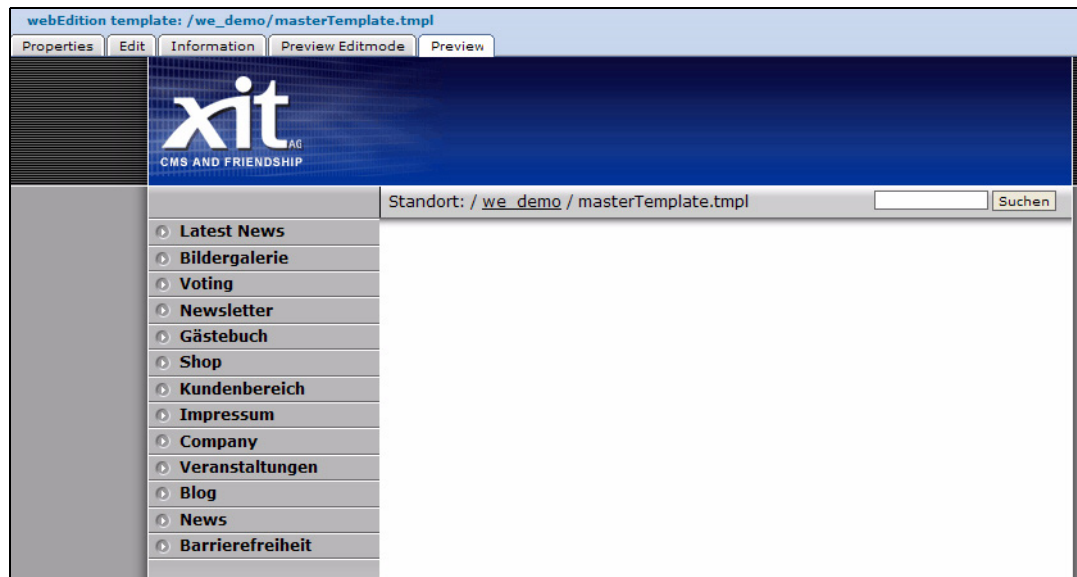 webEdition template: /we_demo/masterTemplate.tmpl
Properties Edit Information Preview Editmode Preview
xit AG
CMS AND FRIENDSHIP
Standort: / we_demo / masterTemplate.tmpl Suchen
Latest News
Bildergalerie
Voting
Newsletter
Gästebuch
Shop
Kundenbereich
Impressum
Company
Veranstaltungen
Blog
News
Barrierefreiheit